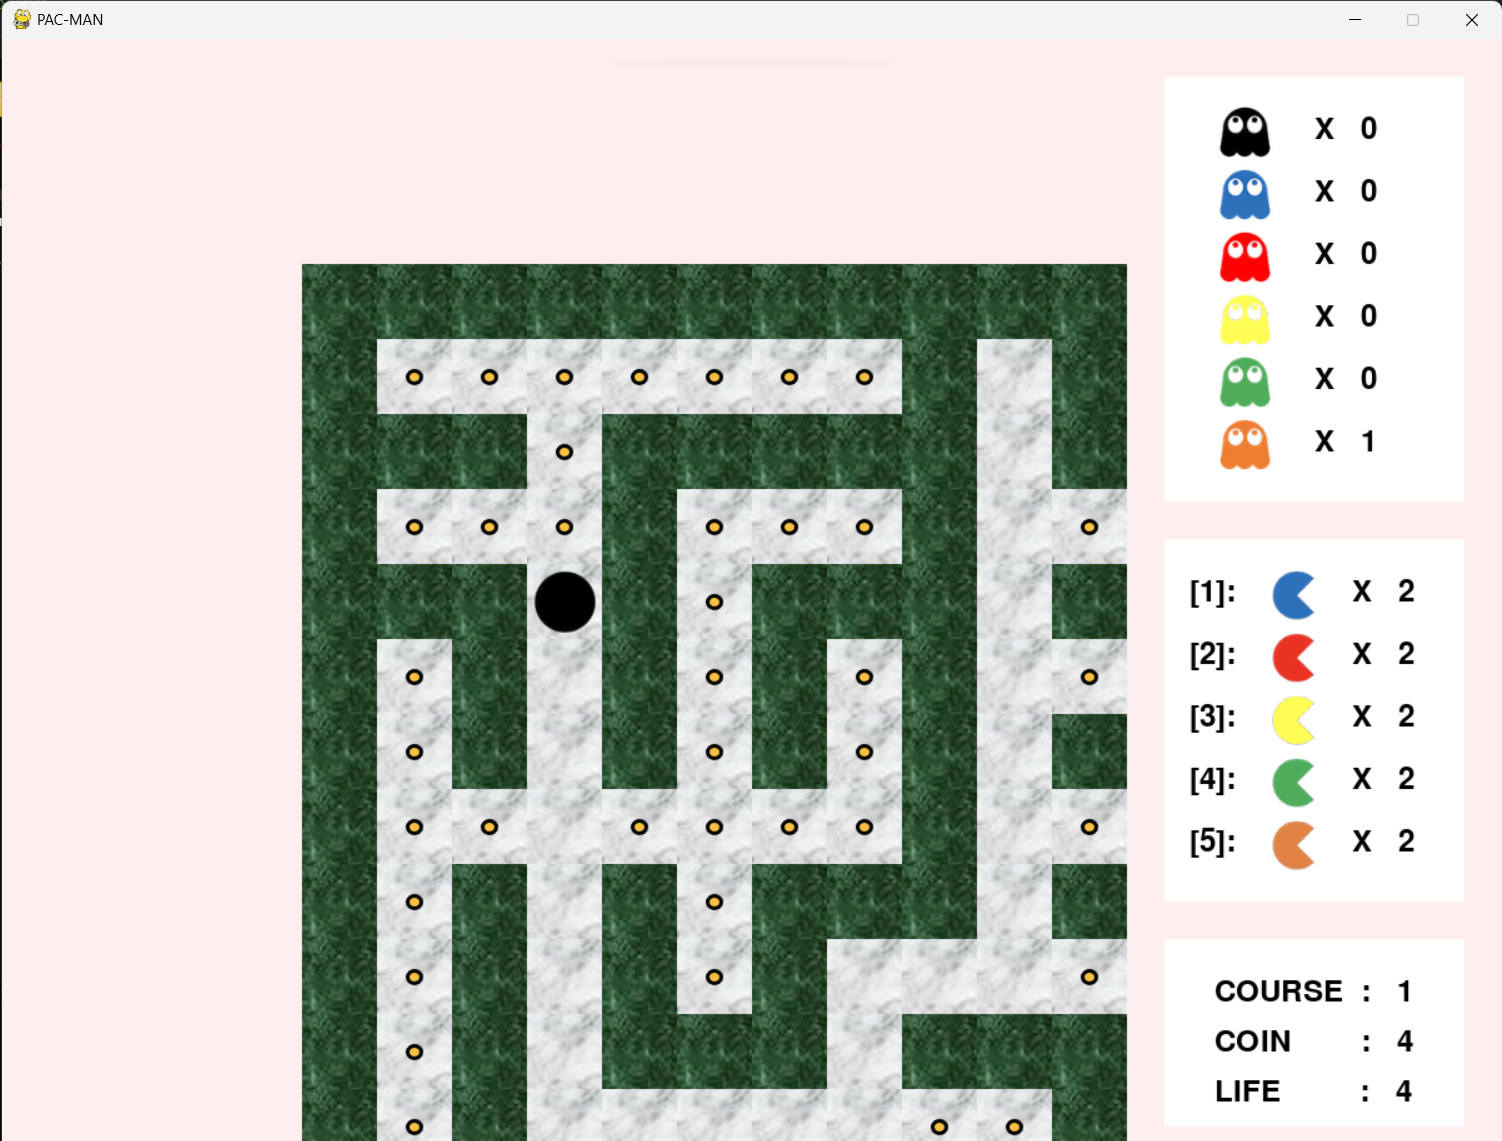 PAC-MAN
X 0
X 0
X 0
X 0
X 0
X 1
[1]: X 2
[2]: X 2
[3]: X 2
[4]: X 2
[5]: X 2
COURSE : 1
COIN : 4
LIFE : 4